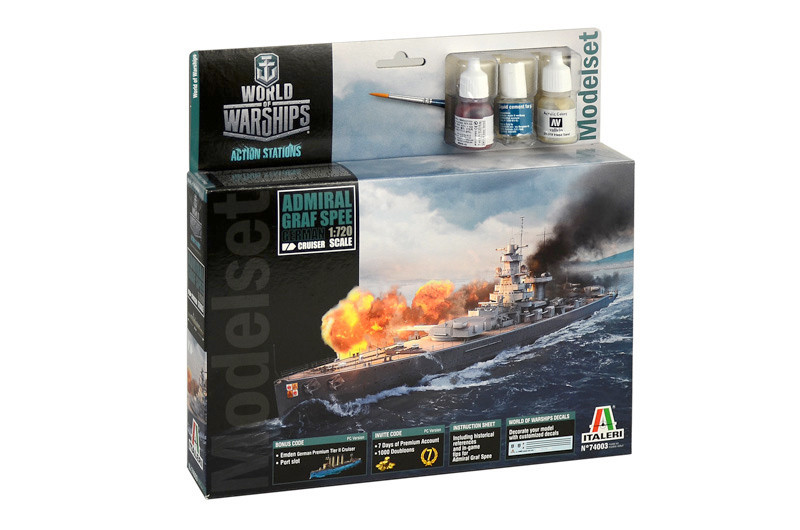 World of Warships
WORLD
OF
WARSHIPS
ACTION STATIONS
Modelset
AV
Modelset
ADMIRAL
GRAF SPEE
GERMAN 1:720
CRUISER SCALE
BONUS CODE PC Version
• Emden German Premium Tier II Cruiser
• Port slot
INVITE CODE PC Version
• 7 Days of Premium Account
• 1000 Doubloons
7
INSTRUCTION SHEET
Including historical
references
and in-game
tips for
Admiral Graf Spee
WORLD OF WARSHIPS DECALS
Decorate your model
with customized decals
ITALERI
N°74003